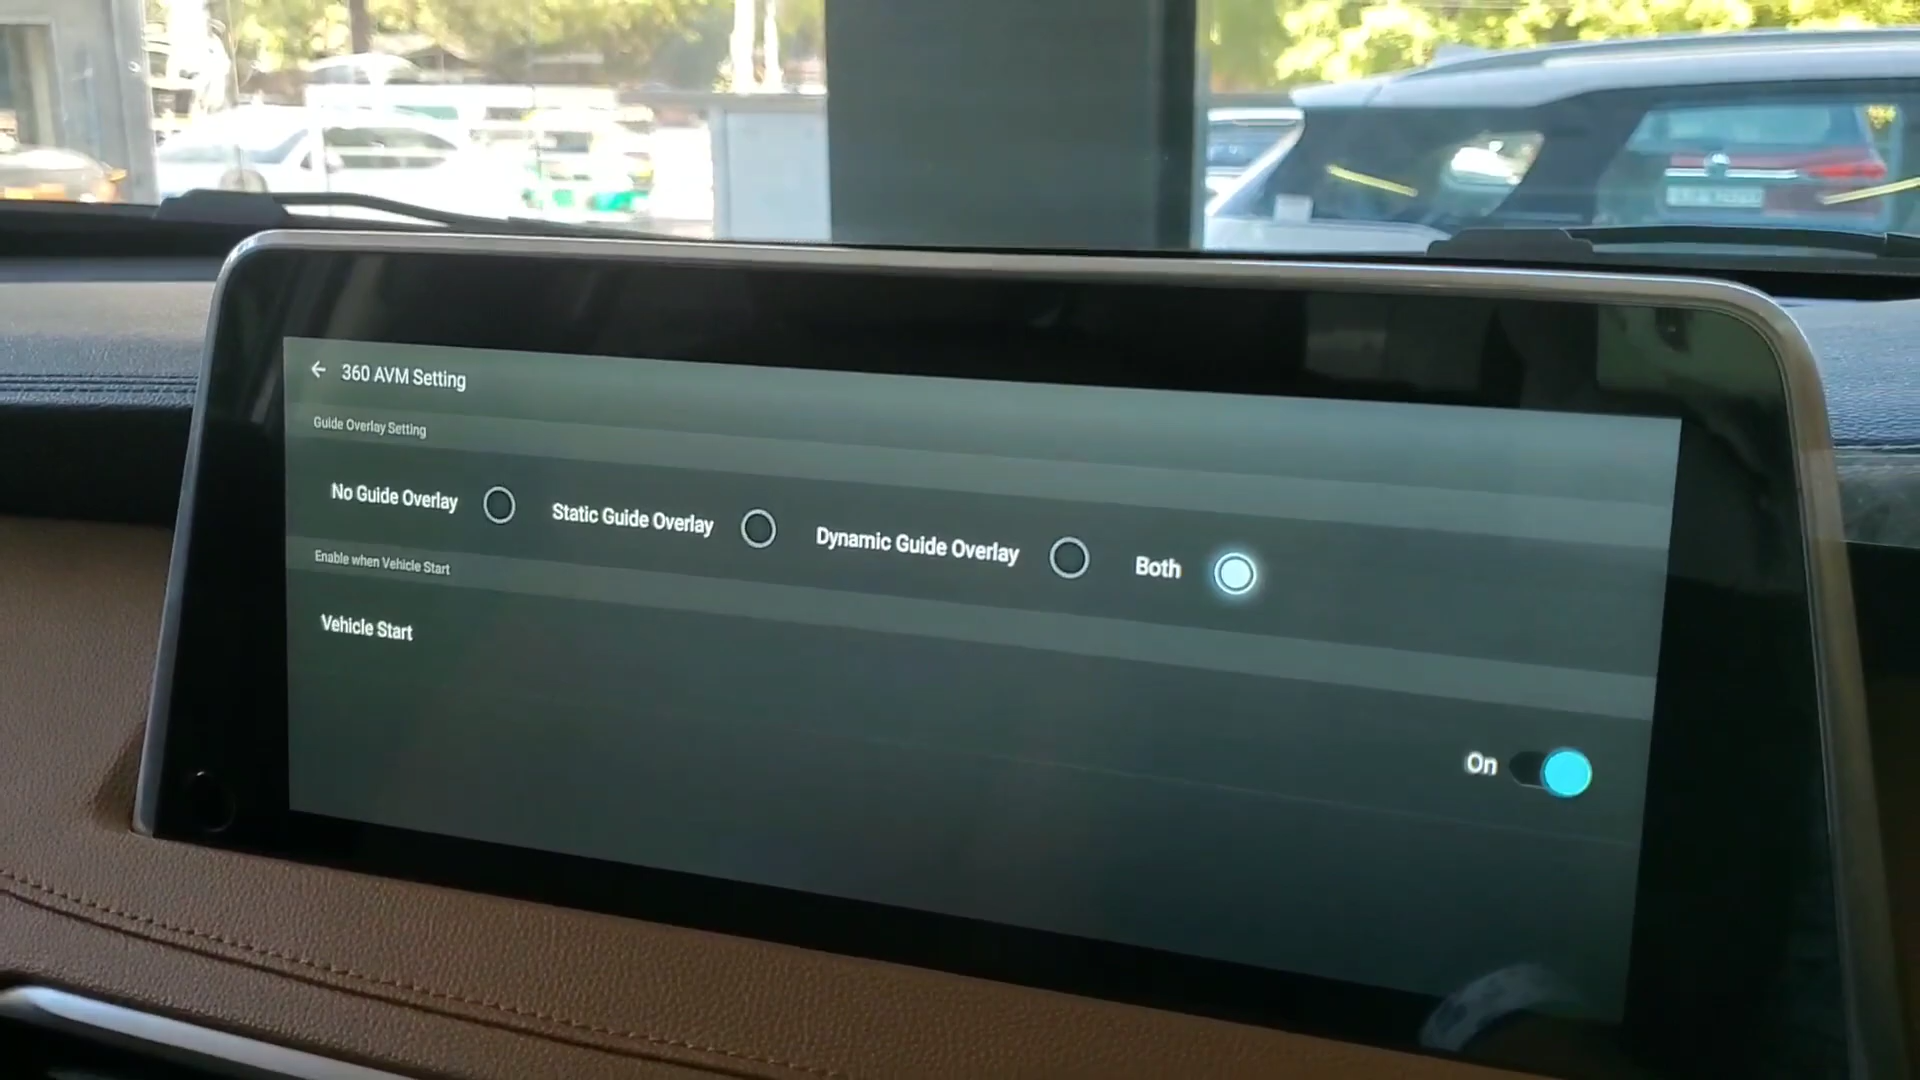 360 AVM Setting
Guide Overlay Setting
No Guide Overlay
Static Guide Overlay
Dynamic Guide Overlay
Both
Enable when Vehicle Start
Vehicle Start
On